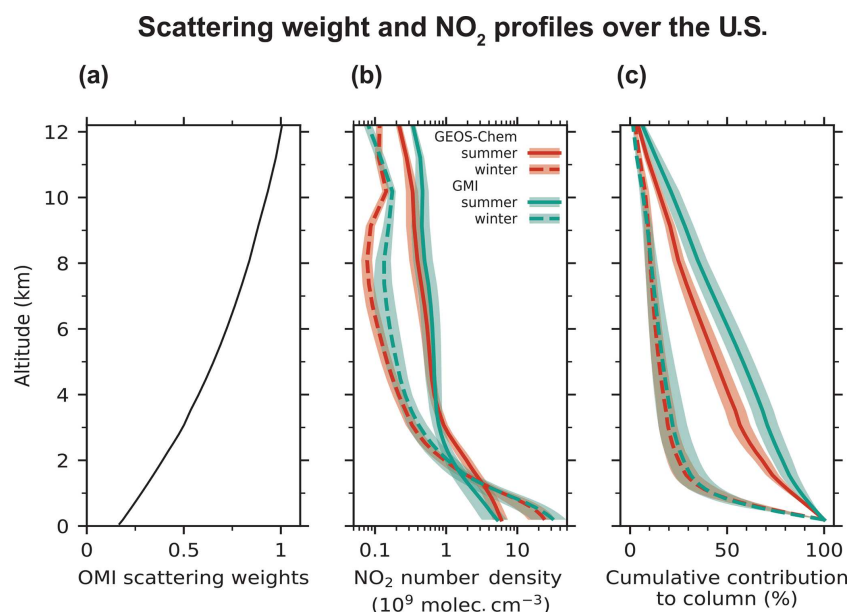 Scattering weight and NO2 profiles over the U.S.
(a)
(b)
(c)
Altitude (km)
12
10
8
6
4
2
0
0
0.5
1
OMI scattering weights
GEOS-Chem
summer
winter
GMI
summer
winter
0.1
1
10
NO2 number density
(10⁹ molec. cm⁻³)
0
50
100
Cumulative contribution
to column (%)